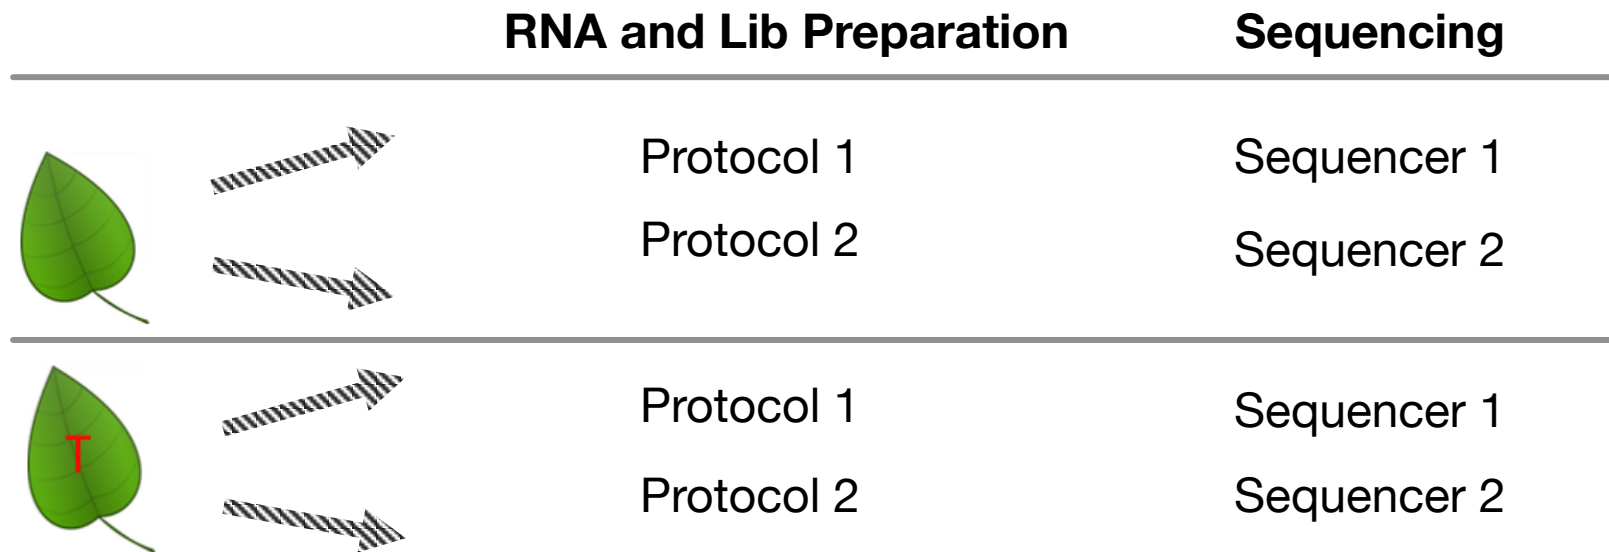 RNA and Lib Preparation Sequencing
Protocol 1 Sequencer 1
Protocol 2 Sequencer 2
T
Protocol 1 Sequencer 1
Protocol 2 Sequencer 2